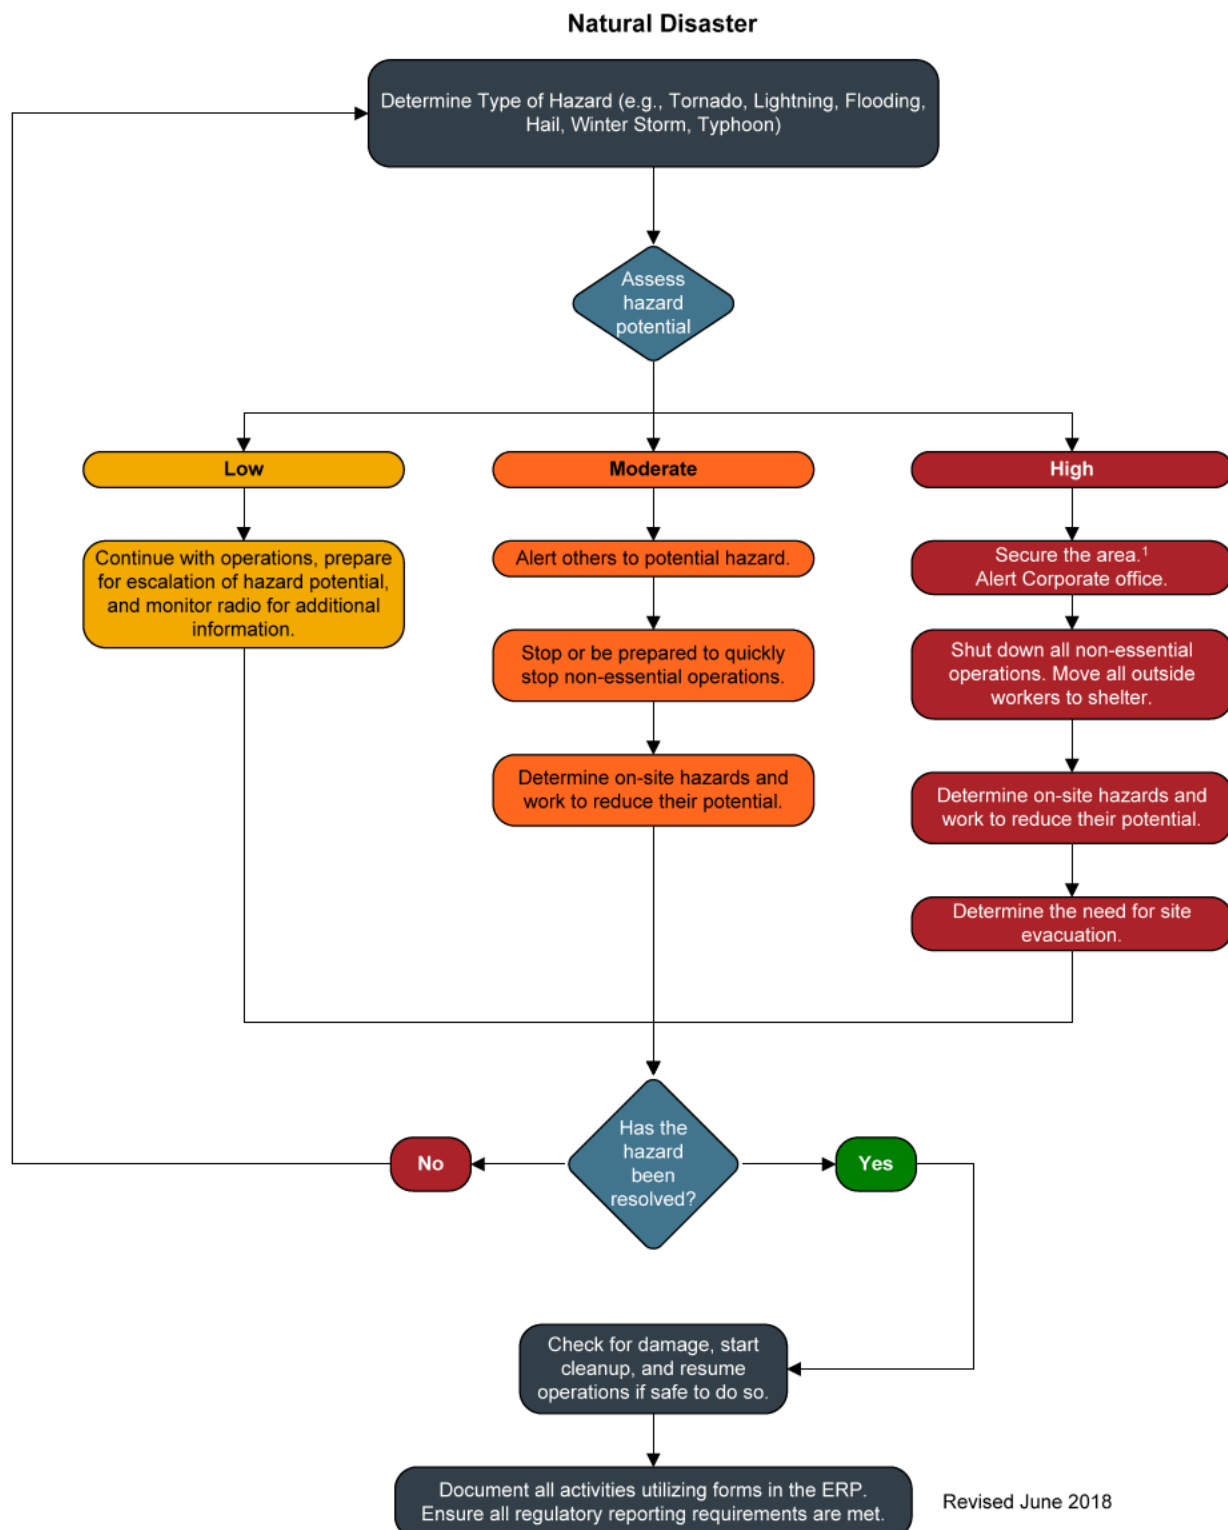 Natural Disaster
Determine Type of Hazard (e.g., Tornado, Lightning, Flooding,
Hail, Winter Storm, Typhoon)
Assess
hazard
potential
Low
Moderate
High
Continue with operations, prepare
for escalation of hazard potential,
and monitor radio for additional
information.
Alert others to potential hazard.
Stop or be prepared to quickly
stop non-essential operations.
Determine on-site hazards and
work to reduce their potential.
Secure the area.¹
Alert Corporate office.
Shut down all non-essential
operations. Move all outside
workers to shelter.
Determine on-site hazards and
work to reduce their potential.
Determine the need for site
evacuation.
Has the
hazard
been
resolved?
No
Yes
Check for damage, start
cleanup, and resume
operations if safe to do so.
Document all activities utilizing forms in the ERP.
Ensure all regulatory reporting requirements are met.
Revised June 2018